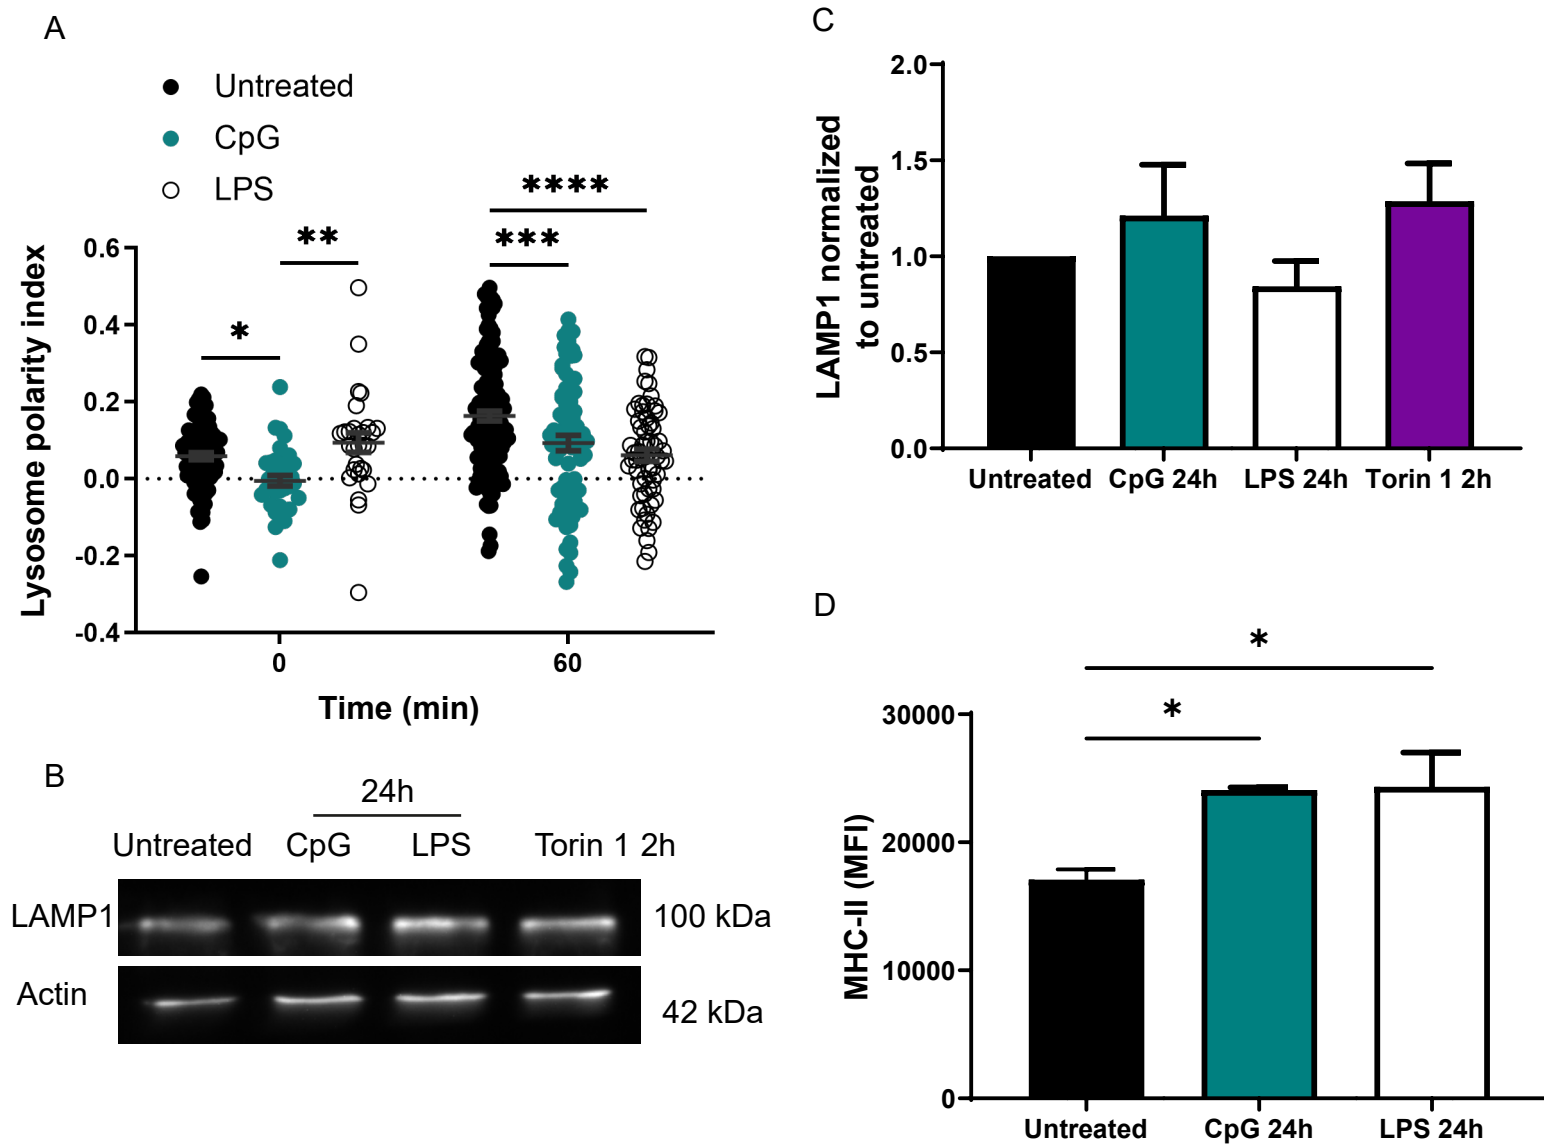 A
Untreated
CpG
LPS
****
**
***
*
0.6
0.4
0.2
0.0
-0.2
-0.4
Lysosome polarity index
0
60
Time (min)
B
24h
Untreated
CpG
LPS
Torin 1 2h
LAMP1
100 kDa
Actin
42 kDa
C
2.0
1.5
1.0
0.5
0.0
LAMP1 normalized
to untreated
Untreated
CpG 24h
LPS 24h
Torin 1 2h
D
*
*
30000
20000
10000
0
MHC-II (MFI)
Untreated
CpG 24h
LPS 24h